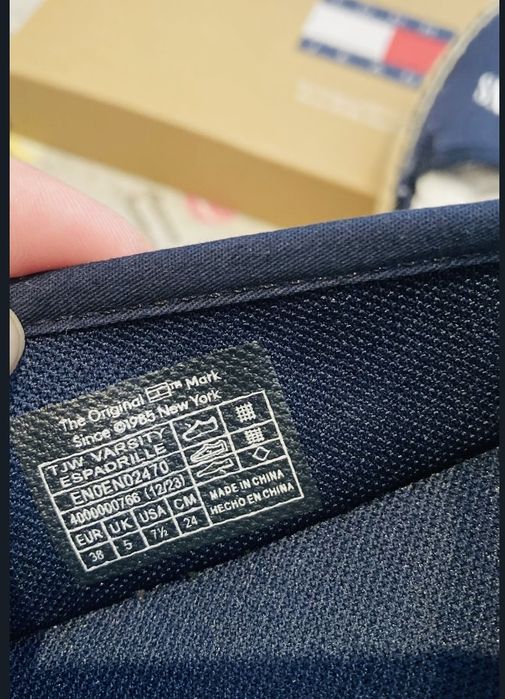 The Original TM Mark
Since ©1985 New York
TJW VARSITY
ESPADRILLE
EN0EN02470
4000000766 (12/23)
EUR UK USA CM
38 5 7½ 24
MADE IN CHINA
HECHO EN CHINA